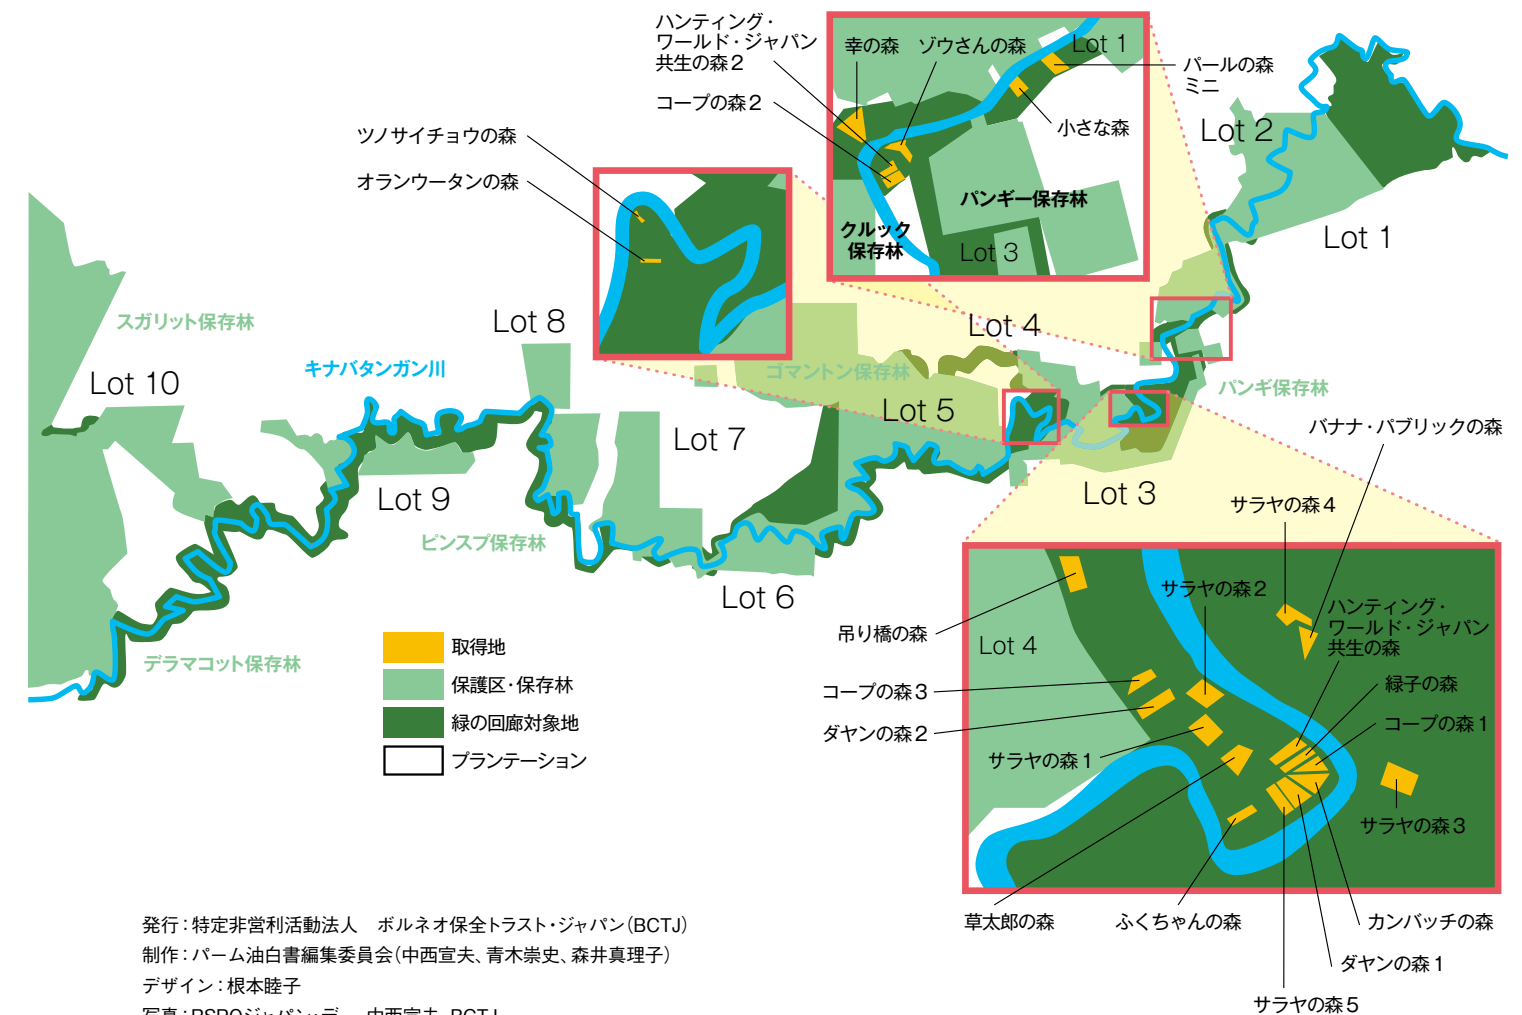 ハンティング・
ワールド・ジャパン
共生の森2
幸の森
ゾウさんの森
Lot 1
パールの森
ミニ
コープの森2
小さな森
ツノサイチョウの森
オランウータンの森
パンギー保存林
クルック
保存林
Lot 3
Lot 2
Lot 1
スガリット保存林
Lot 8
Lot 4
キナバタンガン川
Lot 10
ゴマントン保存林
パンギ保存林
Lot 5
Lot 7
バナナ・パブリックの森
Lot 9
Lot 3
サラヤの森4
ピンスプ保存林
Lot 6
サラヤの森2
ハンティング・
ワールド・ジャパン
共生の森
吊り橋の森
Lot 4
緑子の森
コープの森3
コープの森1
ダヤンの森2
サラヤの森1
サラヤの森3
デラマコット保存林
取得地
保護区・保存林
緑の回廊対象地
プランテーション
草太郎の森
ふくちゃんの森
カンバッチの森
ダヤンの森1
サラヤの森5
発行：特定非営利活動法人　ボルネオ保全トラスト・ジャパン（BCTJ）
制作：パーム油白書編集委員会（中西宣夫、青木崇史、森井真理子）
デザイン：根本睦子